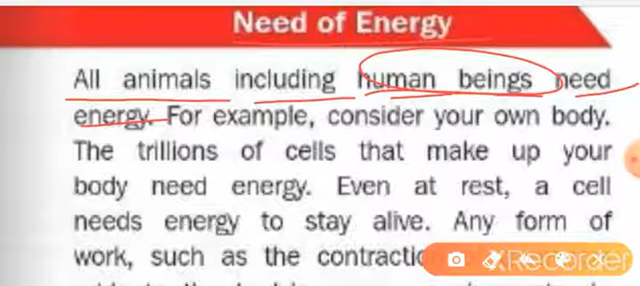 Need of Energy
All animals including human beings need
energy. For example, consider your own body.
The trillions of cells that make up your
body need energy. Even at rest, a cell
needs energy to stay alive. Any form of
work, such as the
XRecorder